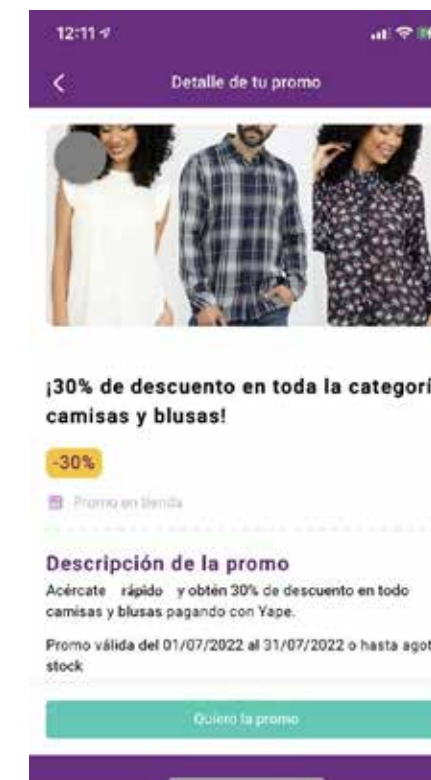 12:11
Detalle de tu promo
¡30% de descuento en toda la categorí
camisas y blusas!
-30%
Promo en tienda
Descripción de la promo
Acércate rápido y obtén 30% de descuento en todo
camisas y blusas pagando con Yape.
Promo válida del 01/07/2022 al 31/07/2022 o hasta agot
stock
Quiero la promo